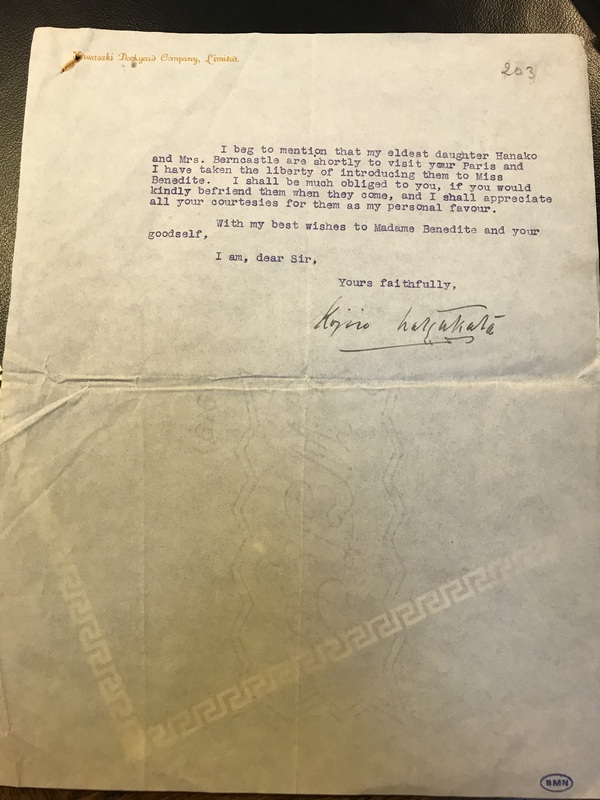 Kawasaki Dockyard Company, Limited.
203
I beg to mention that my eldest daughter Hanako
and Mrs. Berncastle are shortly to visit your Paris and
I have taken the liberty of introducing them to Miss
Benedite. I shall be much obliged to you, if you would
kindly befriend them when they come, and I shall appreciate
all your courtesies for them as my personal favour.
With my best wishes to Madame Benedite and your
goodself,
I am, dear Sir,
Yours faithfully,
Kojiro Matsukata
BMN